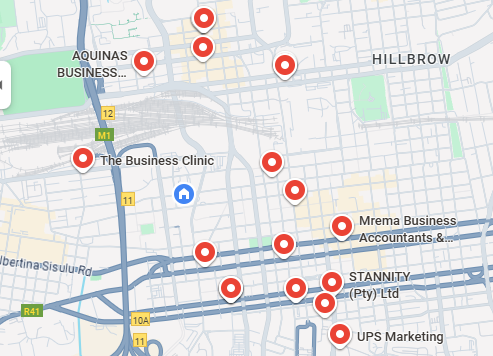 AQUINAS
BUSINESS...
HILLBROW
12
M1
The Business Clinic
11
Mrema Business
Accountants &...
lbertina Sisulu Rd
STANNITY
(Pty) Ltd
R41
10A
11
UPS Marketing